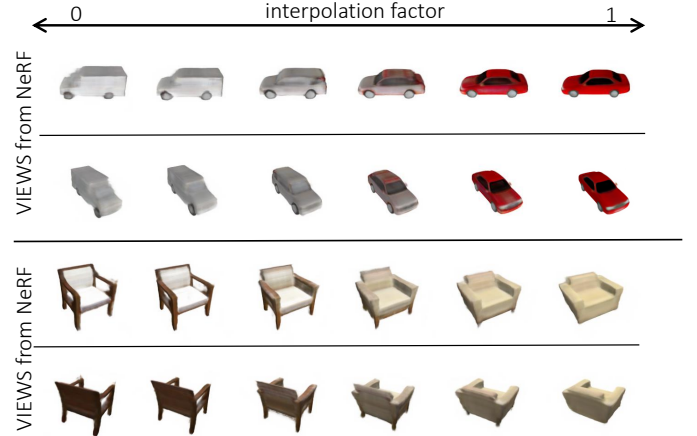 interpolation factor
0
1
VIEWS from NeRF
VIEWS from NeRF